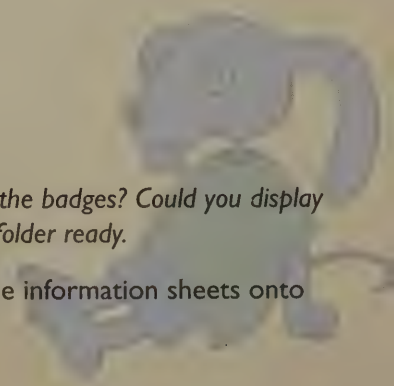 the badges? Could you display
folder ready.
e information sheets onto